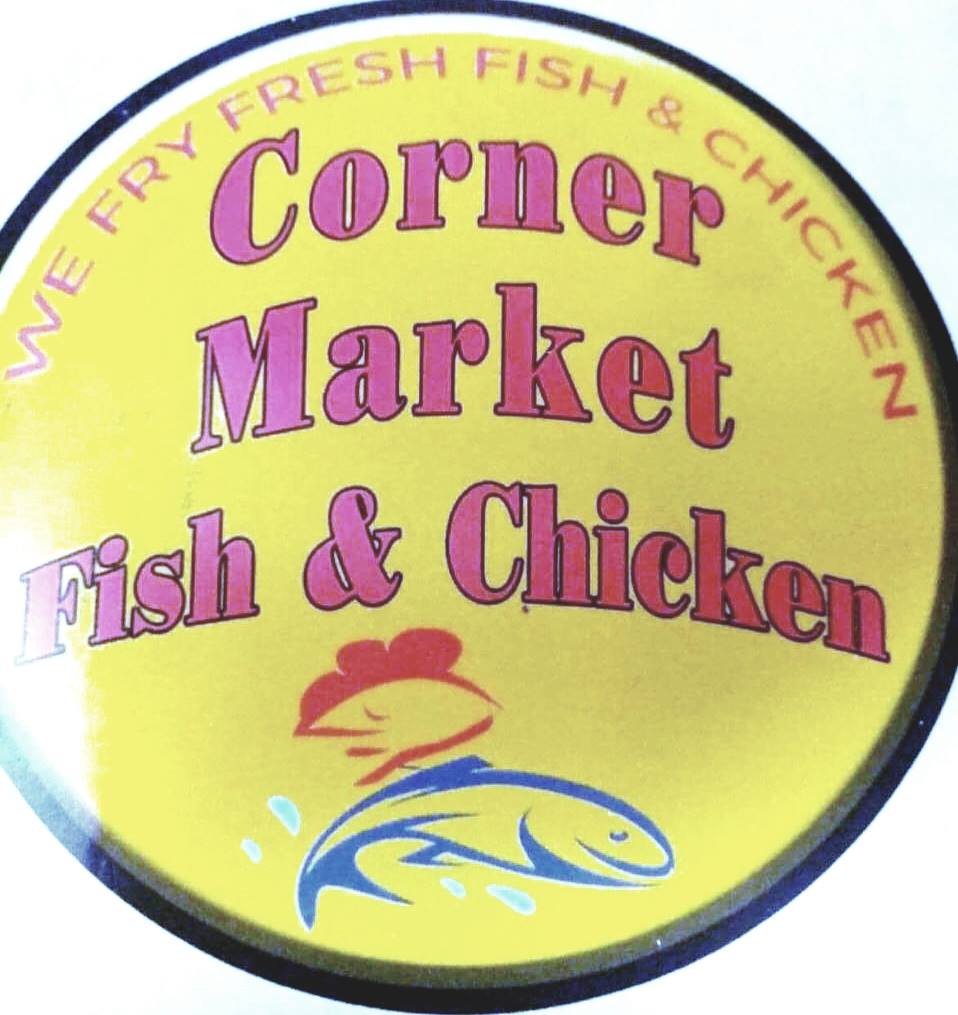 WE FRY FRESH FISH & CHICKEN
Corner
Market
Fish & Chicken